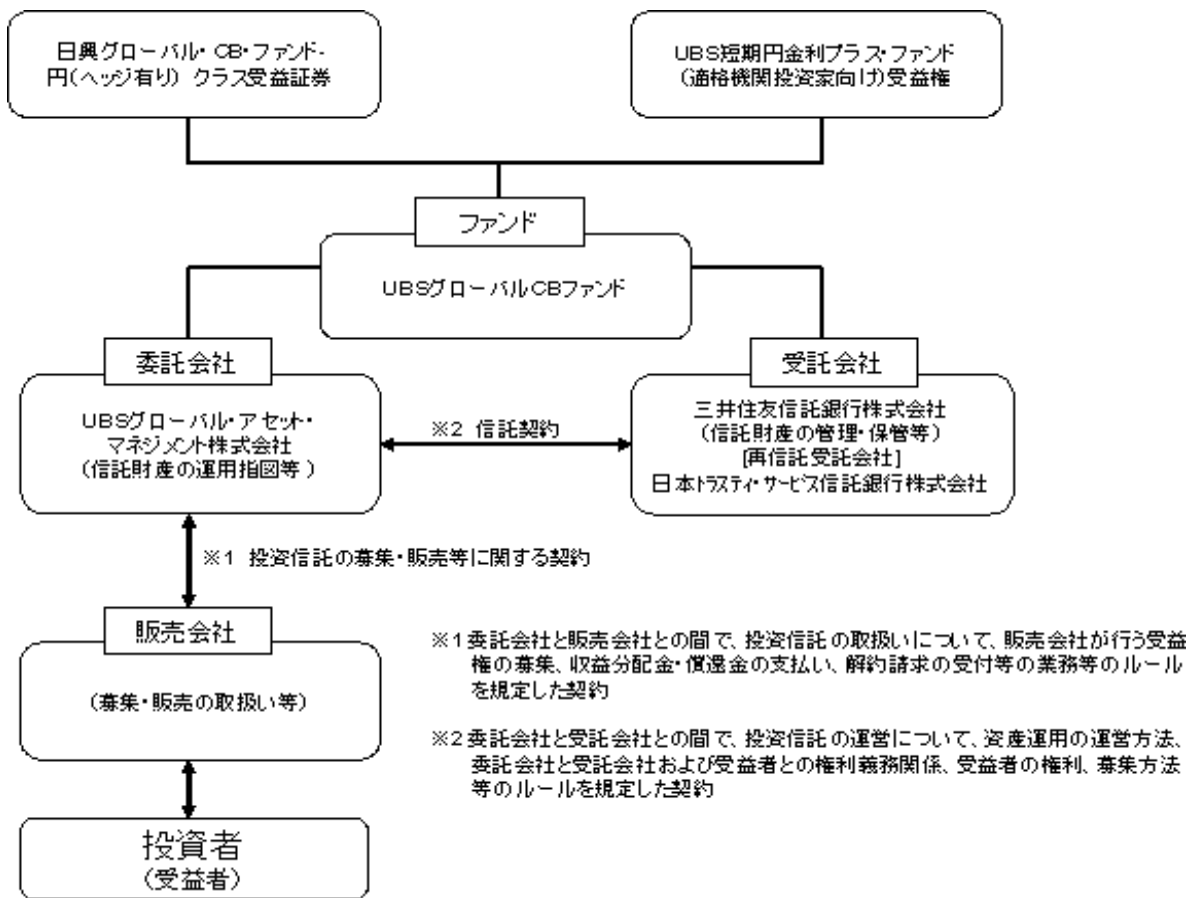 日興グローバル・CB・ファンド-
円(ヘッジ有り) クラス受益証券
UBS短期円金利プラス・ファンド
(適格機関投資家向け)受益権
ファンド
UBSグローバルCBファンド
委託会社
UBSグローバル・アセット・
マネジメント株式会社
(信託財産の運用指図等)
※2 信託契約
受託会社
三井住友信託銀行株式会社
(信託財産の管理・保管等)
[再信託受託会社]
日本トラスティ・サービス信託銀行株式会社
※1 投資信託の募集・販売等に関する契約
販売会社
(募集・販売の取扱い等)
※1 委託会社と販売会社との間で、投資信託の取扱いについて、販売会社が行う受益
権の募集、収益分配金・償還金の支払い、解約請求の受付等の業務等のルール
を規定した契約
※2 委託会社と受託会社との間で、投資信託の運営について、資産運用の運営方法、
委託会社と受託会社および受益者との権利義務関係、受益者の権利、募集方法
等のルールを規定した契約
投資者
(受益者)